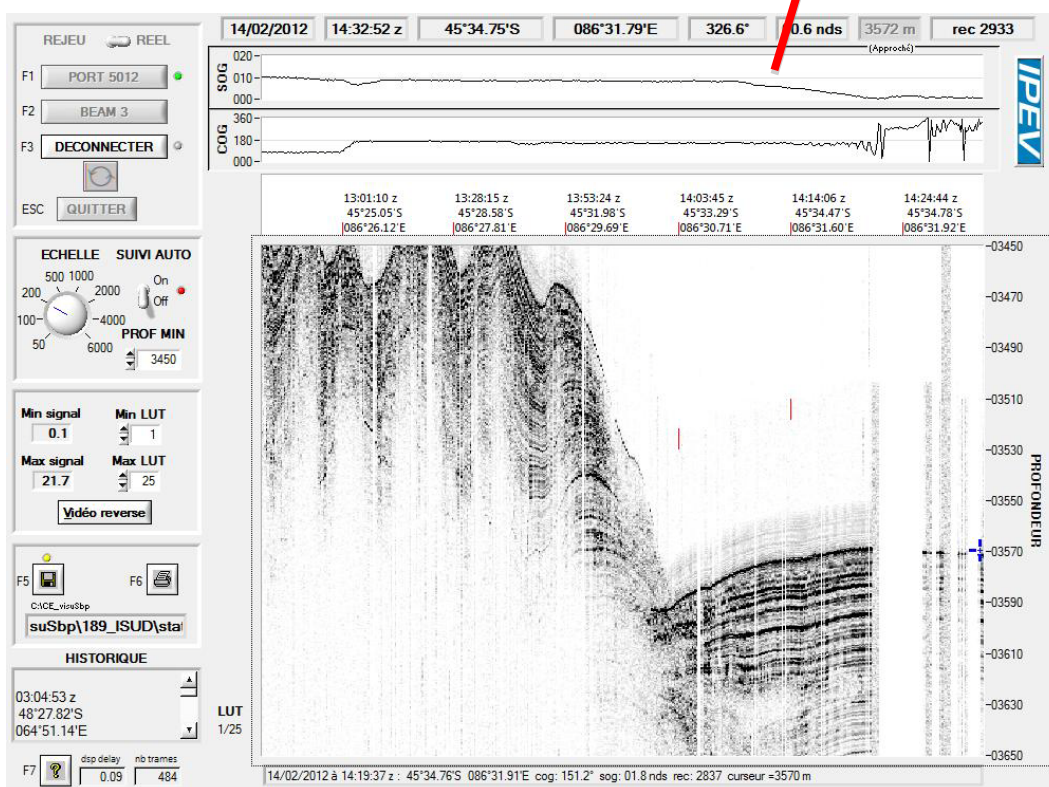 REJEU REEL
F1 PORT 5012
F2 BEAM 3
F3 DECONNECTER
ESC QUITTER
ECHELLE SUIVI AUTO
50 100 200 500 1000 2000 4000 6000
On
Off
PROF MIN
3450
Min signal Min LUT
0.1 1
Max signal Max LUT
21.7 25
Vidéo reverse
F5 F6
C:\CE_visuSbp
suSbp\189_ISUD\stat
HISTORIQUE
03:04:53 z
48°27.82'S
064°51.14'E
F7 ? dsp delay nb trames
0.09 484
14/02/2012 14:32:52 z 45°34.75'S 086°31.79'E 326.6° 0.6 nds 3572 m rec 2933
(Approché)
SOG 020
010
000
COG 360
180
000
IPEV
13:01:10 z 13:28:15 z 13:53:24 z 14:03:45 z 14:14:06 z 14:24:44 z
45°25.05'S 45°28.58'S 45°31.98'S 45°33.29'S 45°34.47'S 45°34.78'S
086°26.12'E 086°27.81'E 086°29.69'E 086°30.71'E 086°31.60'E 086°31.92'E
03450
03470
03490
03510
03530
03550
03570
03590
03610
03630
03650
PROFONDEUR
LUT
1/25
14/02/2012 à 14:19:37 z : 45°34.76'S 086°31.91'E cog: 151.2° sog: 01.8 nds rec: 2837 curseur =3570 m